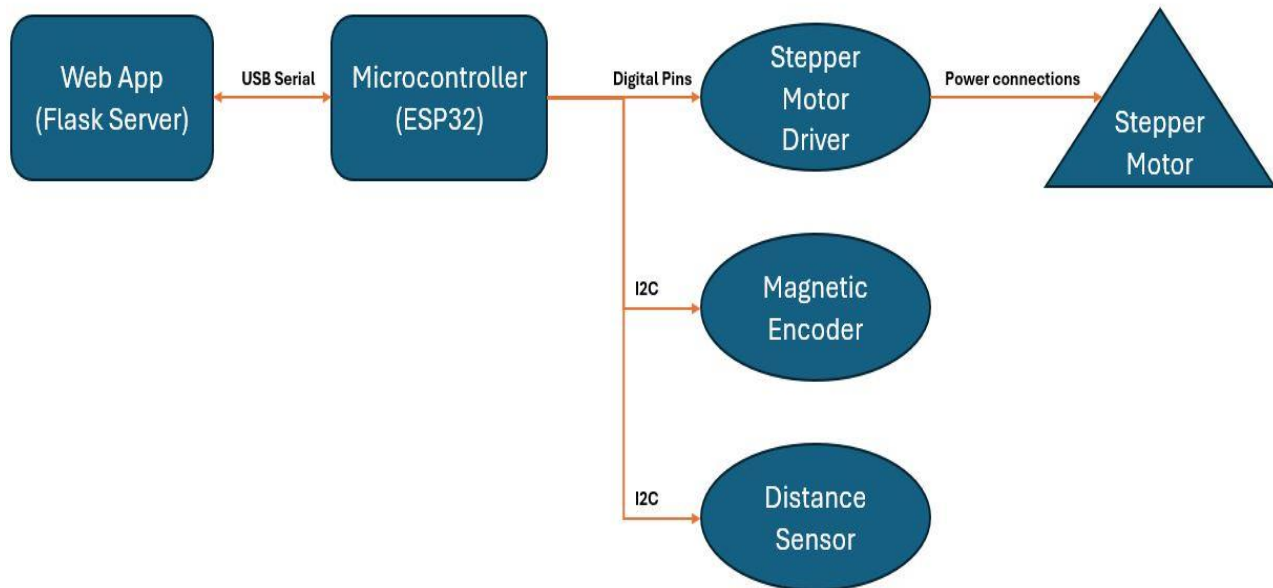 Web App
(Flask Server)
USB Serial
Microcontroller
(ESP32)
Digital Pins
Stepper
Motor
Driver
Power connections
Stepper
Motor
I2C
Magnetic
Encoder
I2C
Distance
Sensor